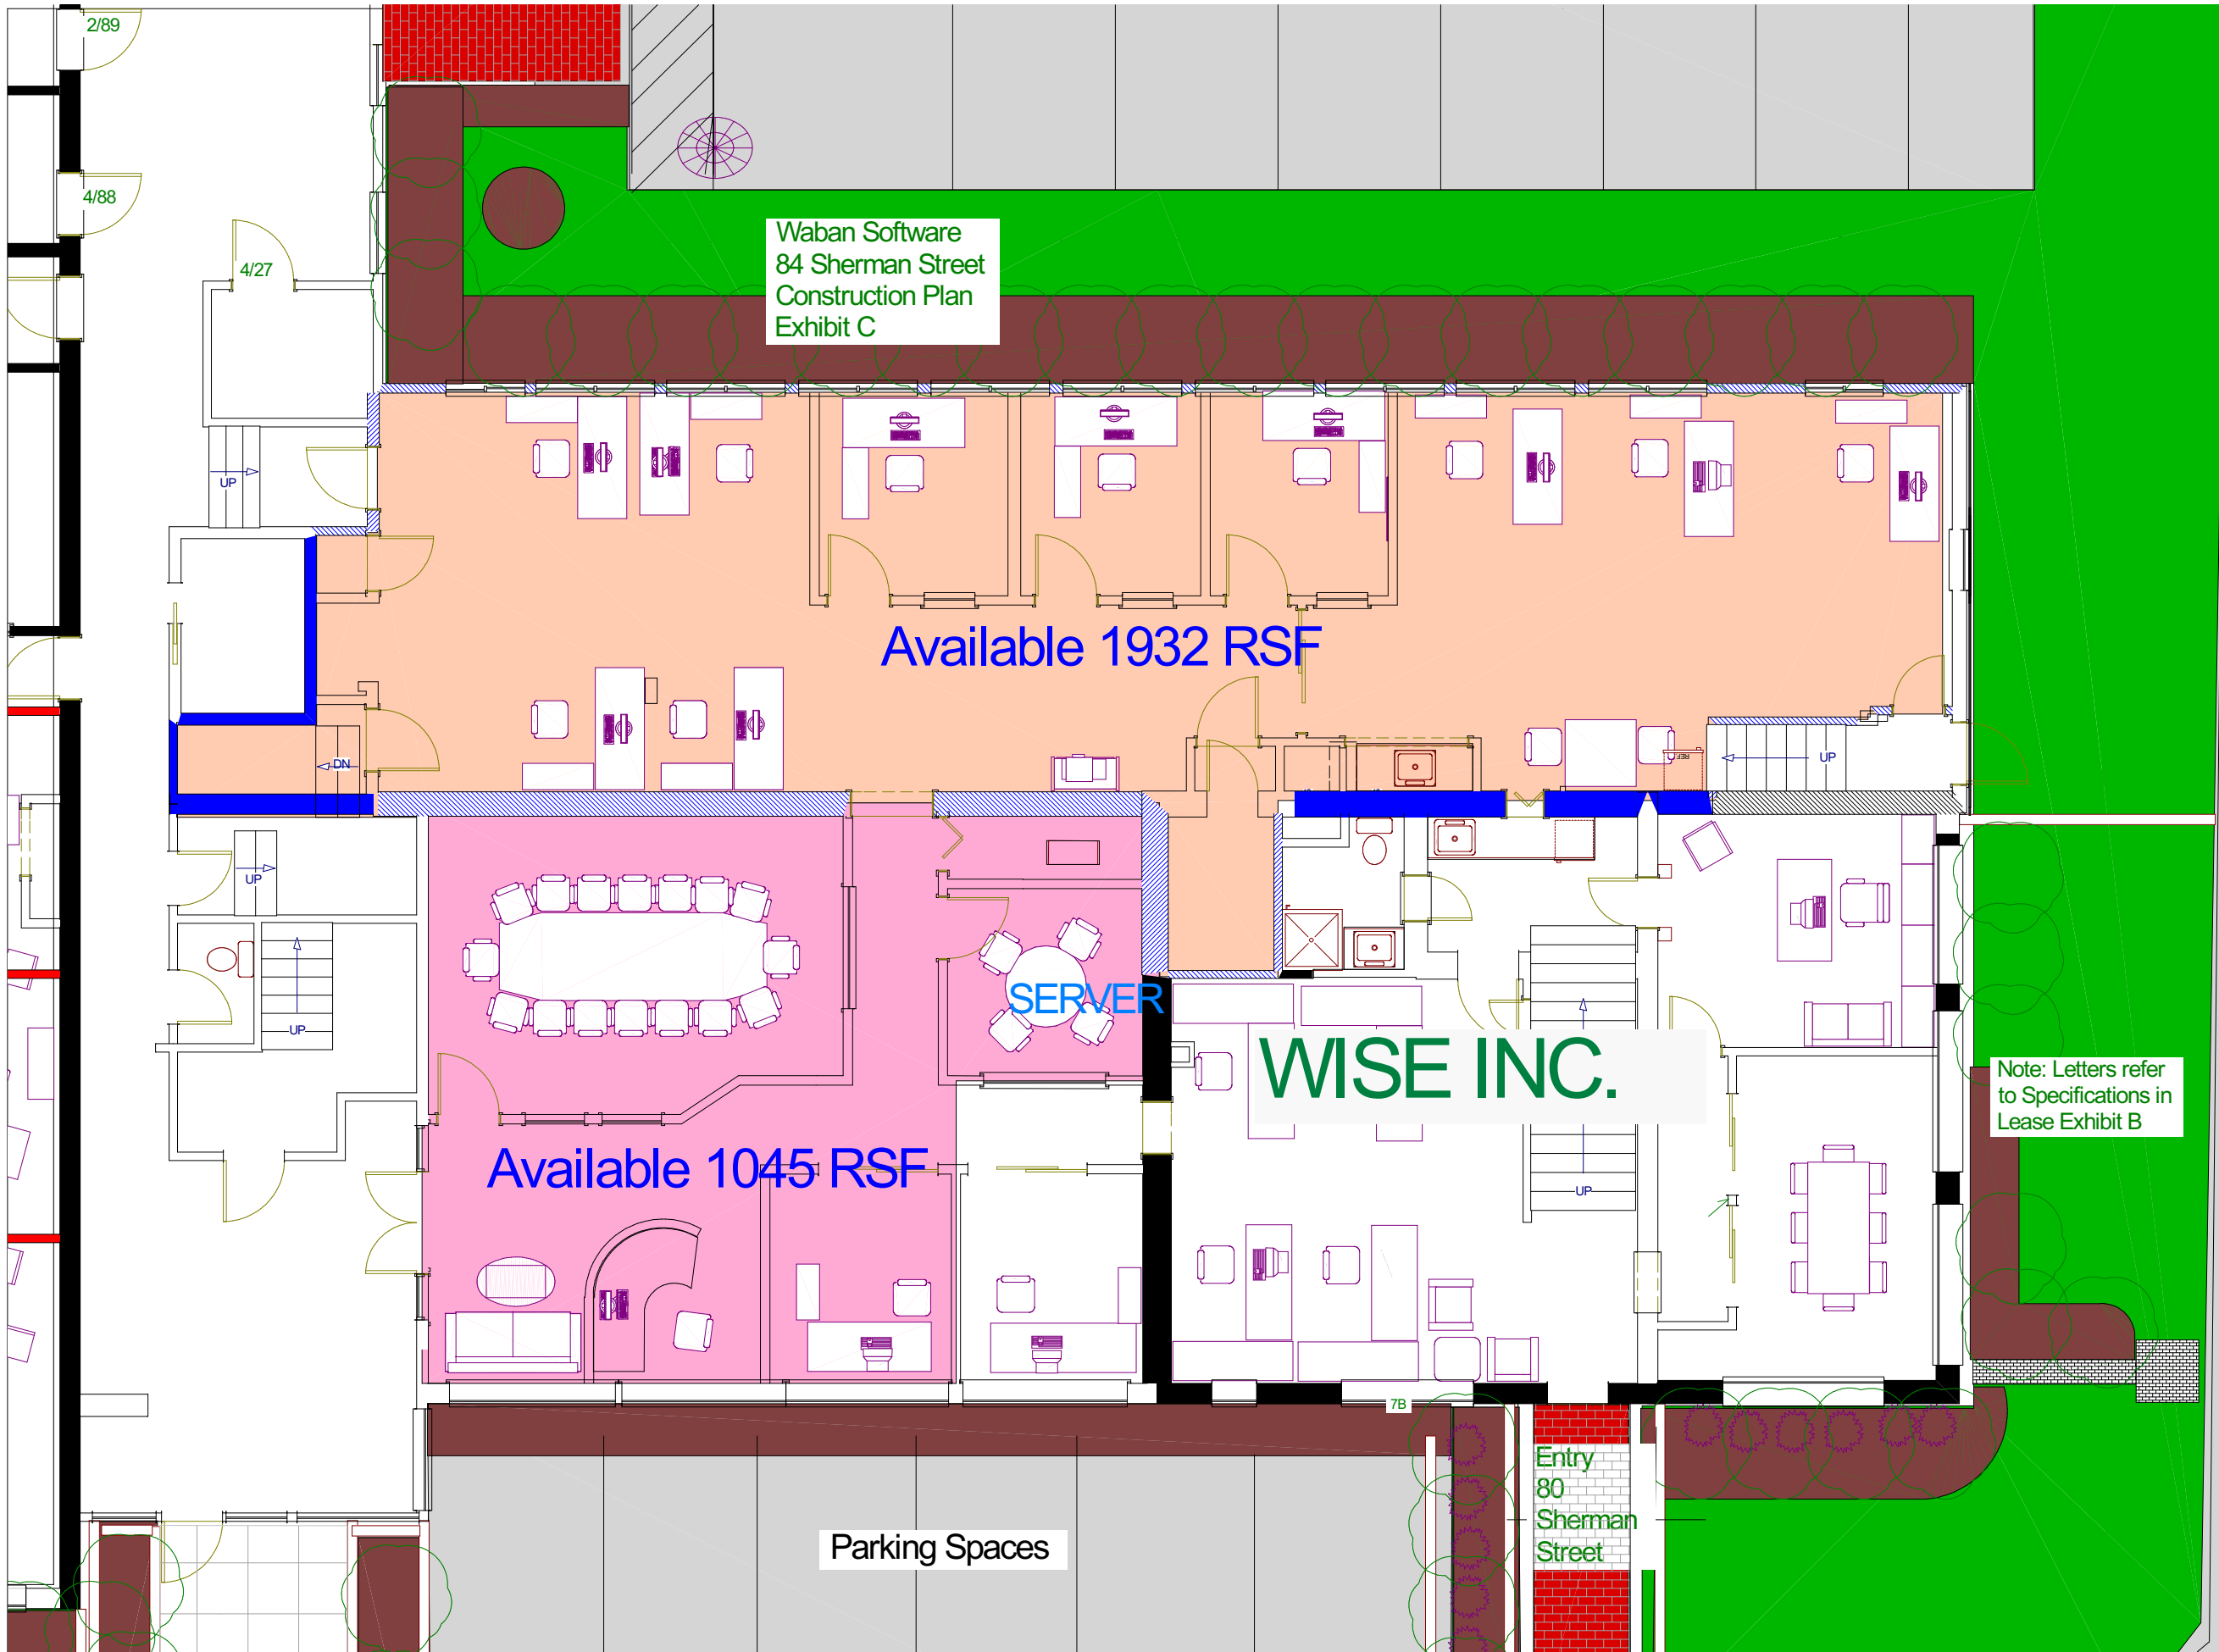 2/89
4/88
4/27
Waban Software
84 Sherman Street
Construction Plan
Exhibit C
UP
Available 1932 RSF
DN
UP
REF
UP
UP
SERVER
WISE INC.
UP
Note: Letters refer
to Specifications in
Lease Exhibit B
Available 1045 RSF
7B
Entry
80
Sherman
Street
Parking Spaces